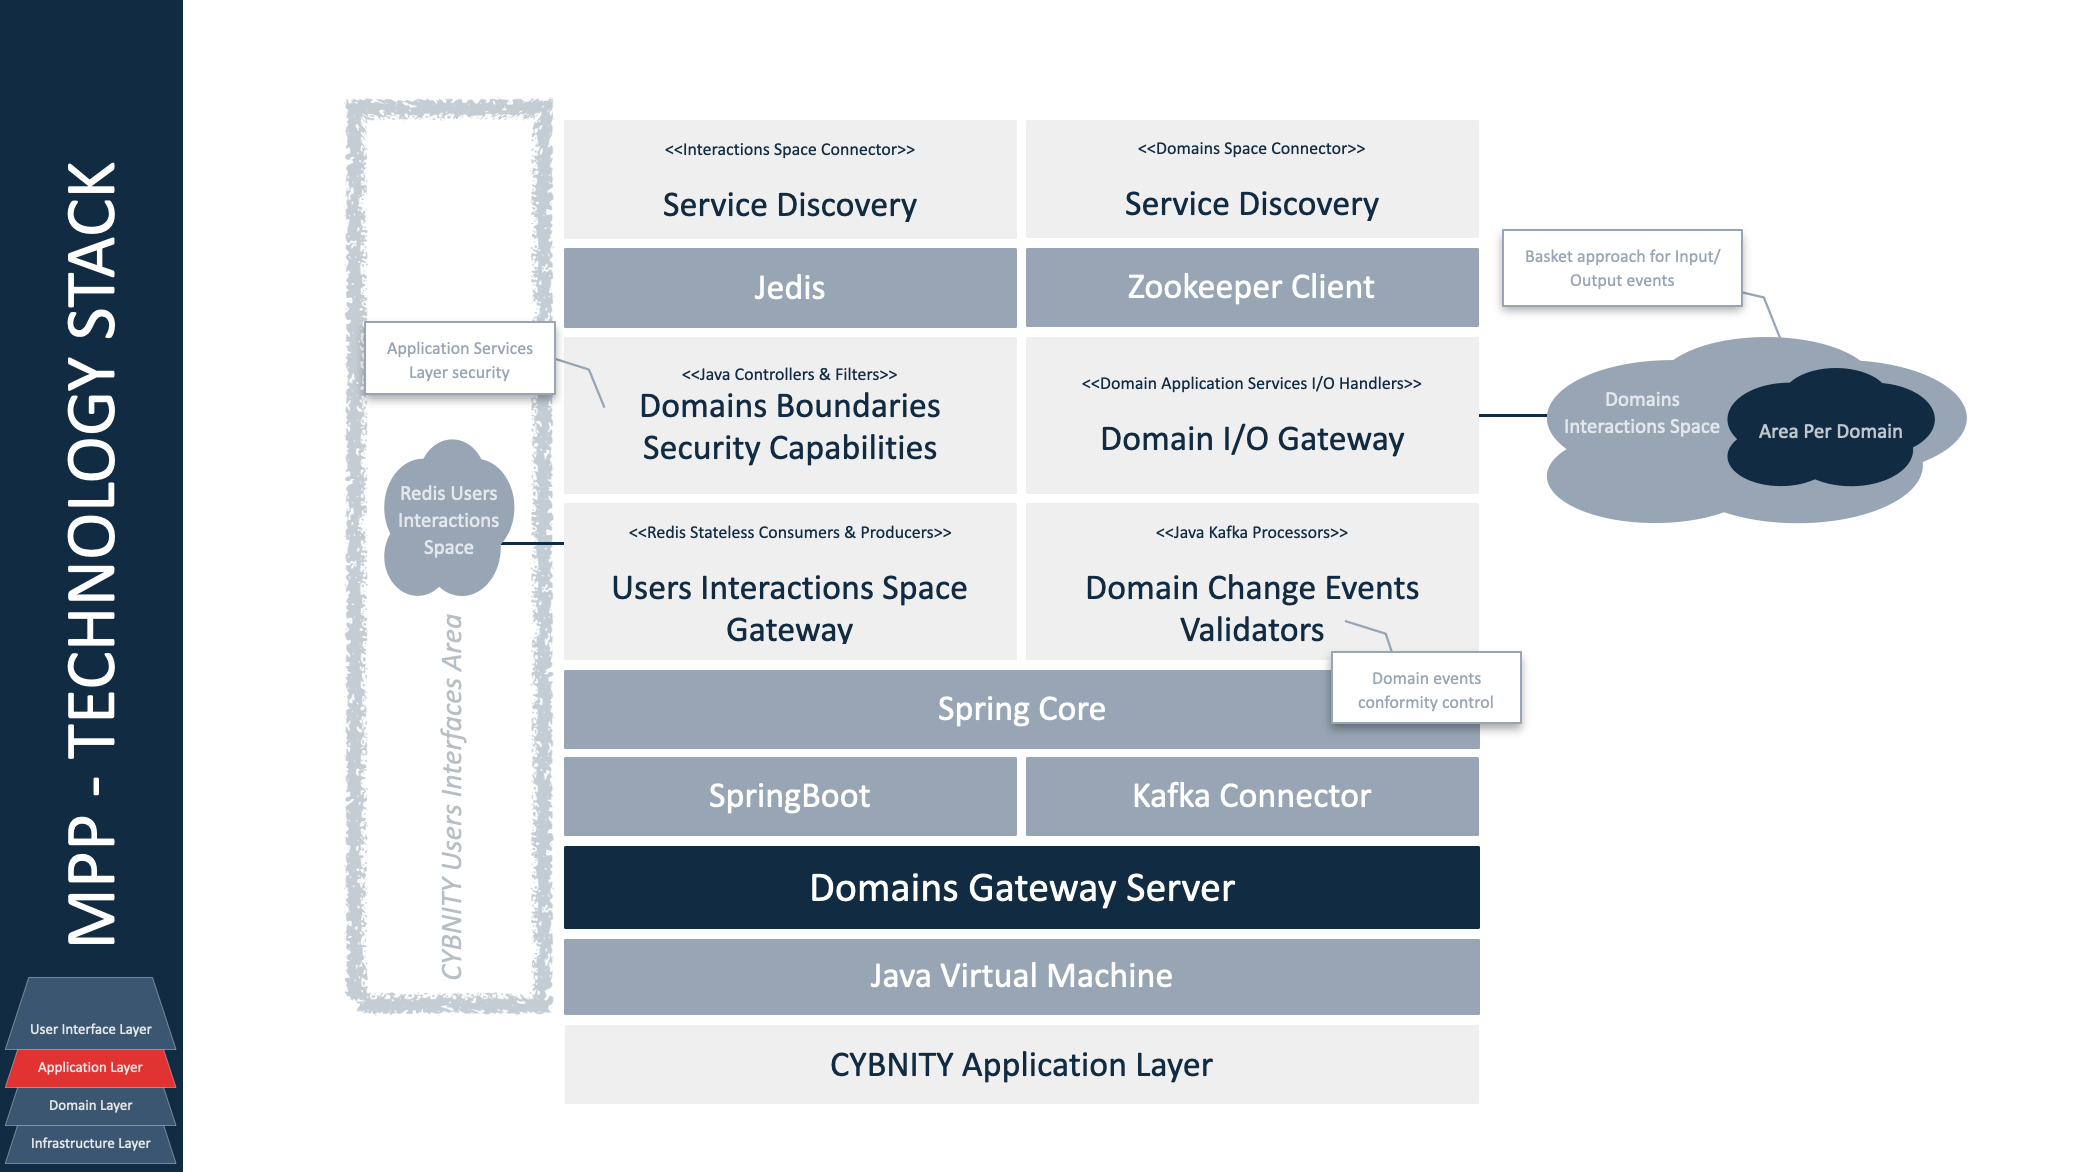 MPP - TECHNOLOGY STACK
User Interface Layer
Application Layer
Domain Layer
Infrastructure Layer
CYBNITY Users Interfaces Area
Redis Users
Interactions
Space
Application Services
Layer security
<<Interactions Space Connector>>
Service Discovery
<<Domains Space Connector>>
Service Discovery
Jedis
Zookeeper Client
<<Java Controllers & Filters>>
Domains Boundaries
Security Capabilities
<<Domain Application Services I/O Handlers>>
Domain I/O Gateway
<<Redis Stateless Consumers & Producers>>
Users Interactions Space
Gateway
<<Java Kafka Processors>>
Domain Change Events
Validators
Domain events
conformity control
Spring Core
SpringBoot
Kafka Connector
Domains Gateway Server
Java Virtual Machine
CYBNITY Application Layer
Basket approach for Input/
Output events
Domains
Interactions Space
Area Per Domain